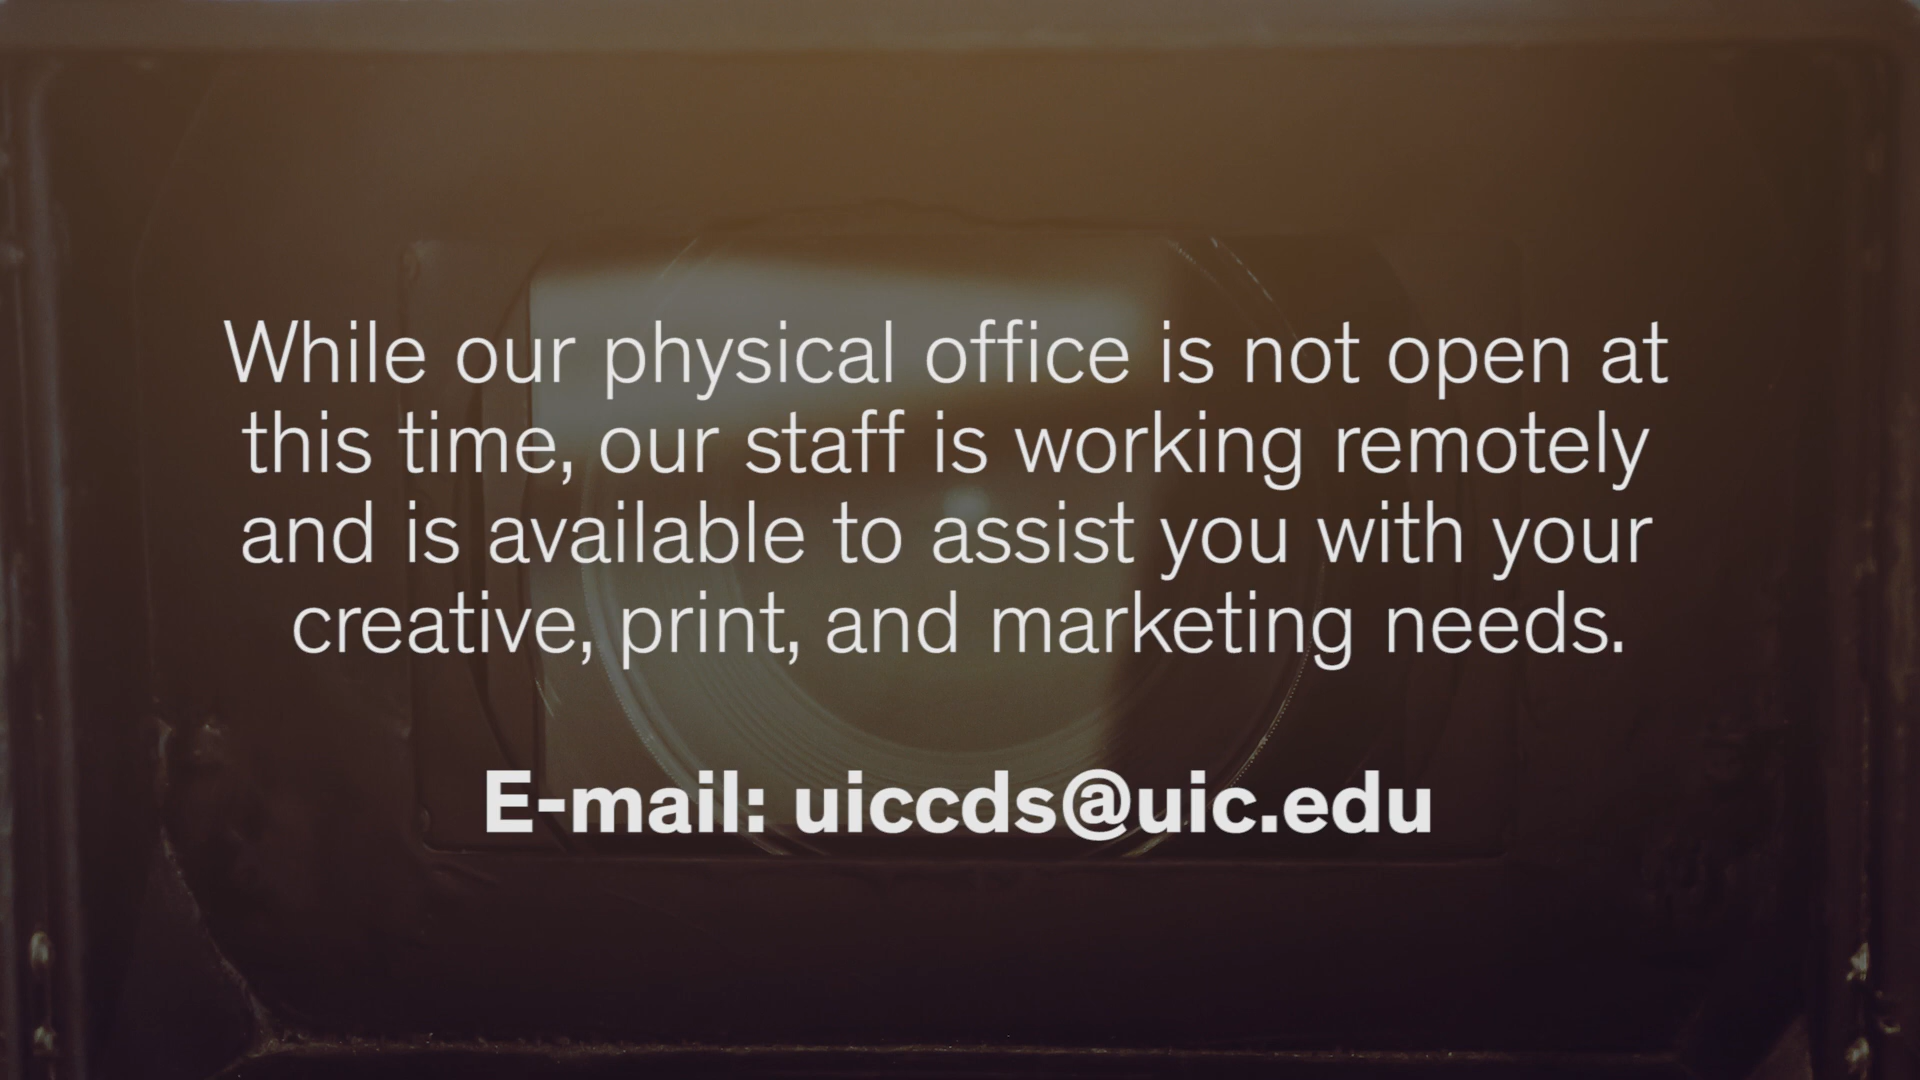 While our physical office is not open at
this time, our staff is working remotely
and is available to assist you with your
creative, print, and marketing needs.
E-mail: uiccds@uic.edu